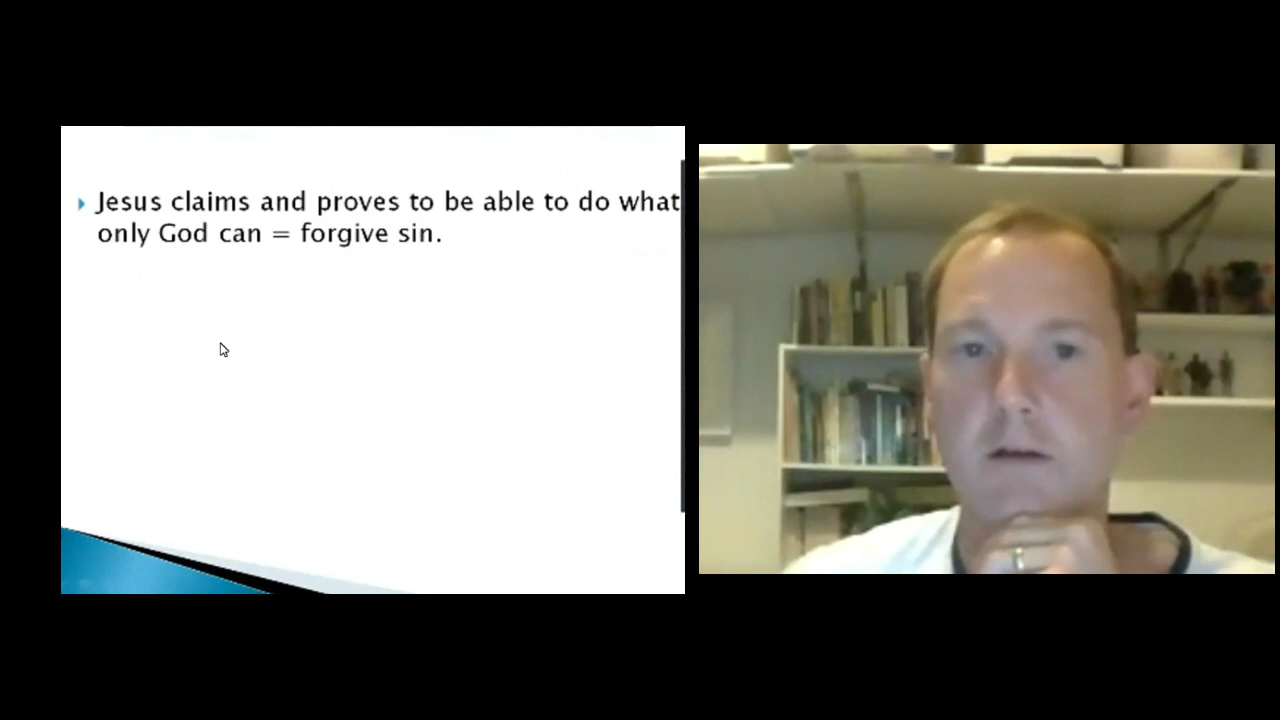 Jesus claims and proves to be able to do what
only God can = forgive sin.